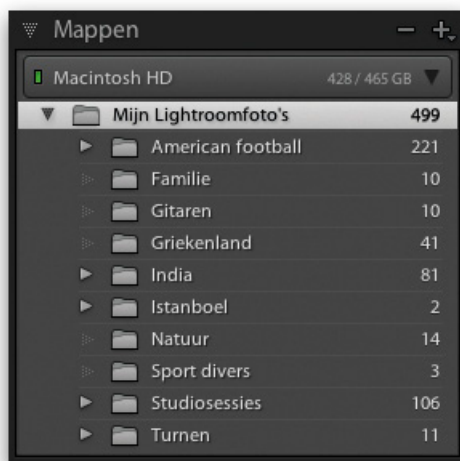 Mappen
Macintosh HD 428 / 465 GB
Mijn Lightroomfoto's 499
American football 221
Familie 10
Gitaren 10
Griekenland 41
India 81
Istanboel 2
Natuur 14
Sport divers 3
Studiosessies 106
Turnen 11